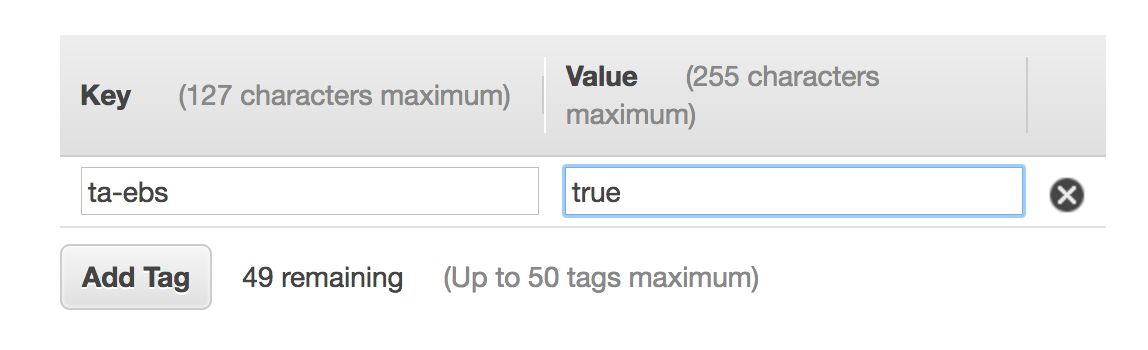 Key (127 characters maximum) Value (255 characters
maximum)
ta-ebs true
Add Tag 49 remaining (Up to 50 tags maximum)